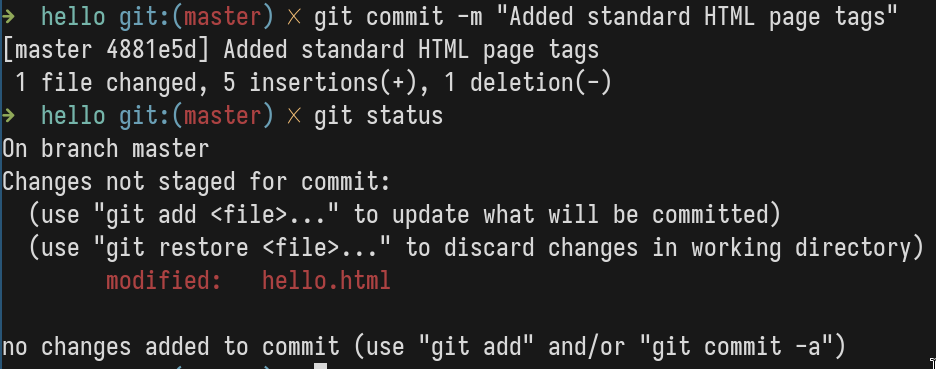 ➜ hello git:(master) ✗ git commit -m "Added standard HTML page tags"
[master 4881e5d] Added standard HTML page tags
1 file changed, 5 insertions(+), 1 deletion(-)
➜ hello git:(master) ✗ git status
On branch master
Changes not staged for commit:
(use "git add <file>..." to update what will be committed)
(use "git restore <file>..." to discard changes in working directory)
modified: hello.html
no changes added to commit (use "git add" and/or "git commit -a")